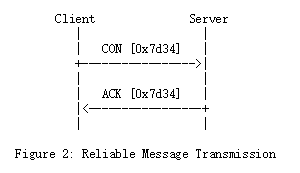 Client Server
CON [0x7d34]
ACK [0x7d34]
Figure 2: Reliable Message Transmission